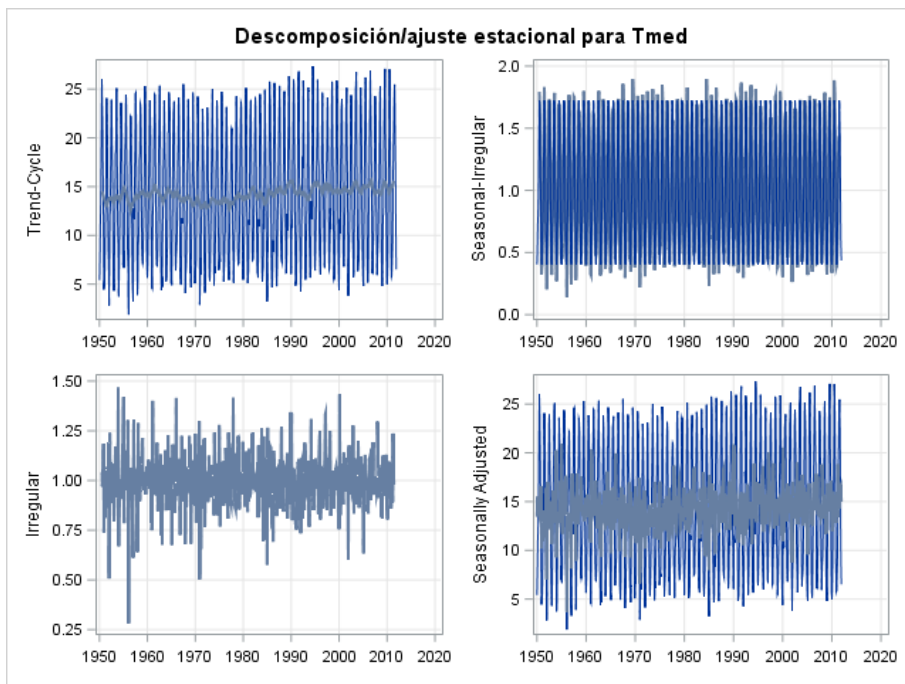 Descomposición/ajuste estacional para Tmed
Trend-Cycle
25
20
15
10
5
1950 1960 1970 1980 1990 2000 2010 2020
Seasonal-Irregular
2.0
1.5
1.0
0.5
0.0
1950 1960 1970 1980 1990 2000 2010 2020
Irregular
1.50
1.25
1.00
0.75
0.50
0.25
1950 1960 1970 1980 1990 2000 2010 2020
Seasonally Adjusted
25
20
15
10
5
1950 1960 1970 1980 1990 2000 2010 2020